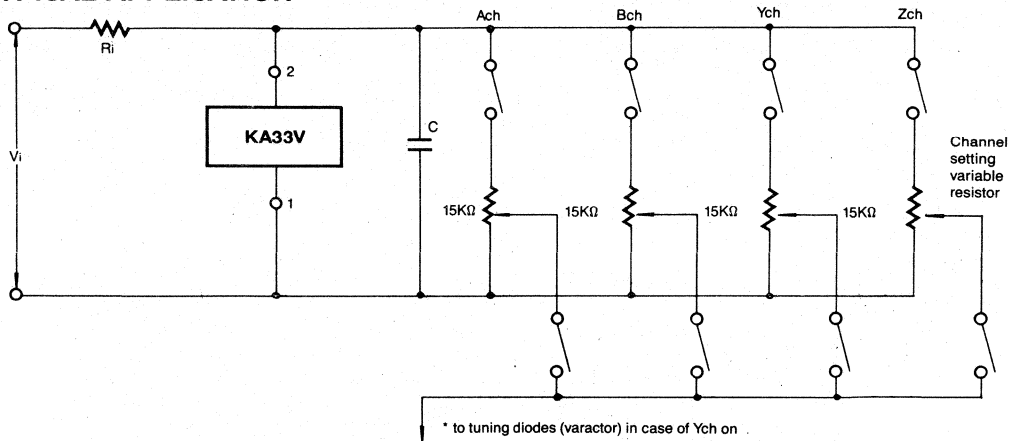 Ach
Bch
Ych
Zch
Ri
2
KA33V
C
Vi
1
Channel
setting
variable
resistor
15KΩ
15KΩ
15KΩ
15KΩ
* to tuning diodes (varactor) in case of Ych on